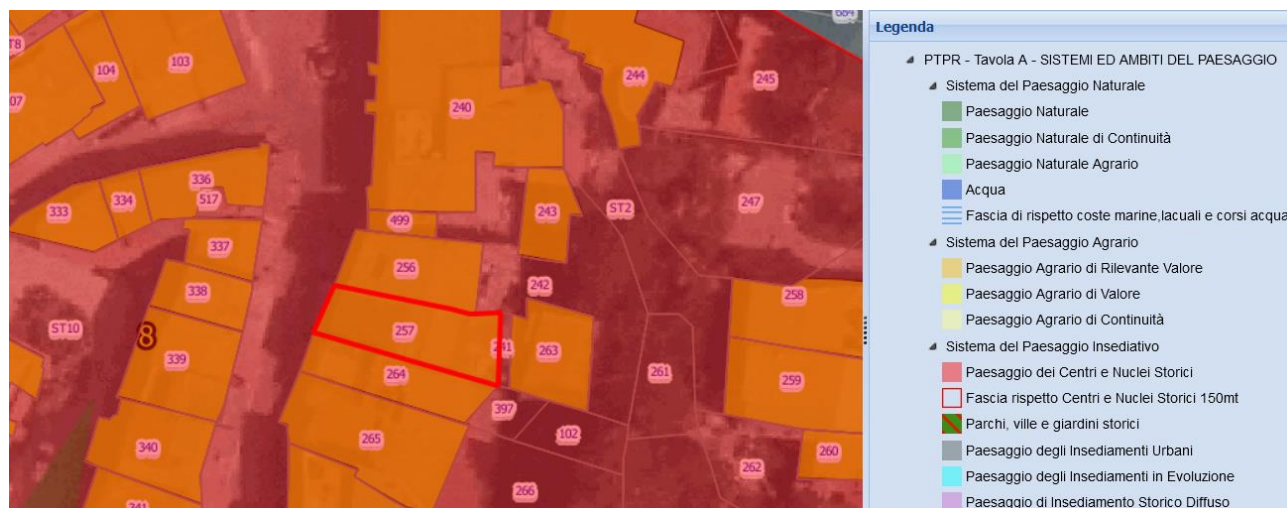 684
ST8
103
104
07
244
245
240
336
517
334
333
243
ST2
247
499
337
256
242
338
258
ST10
8
257
241
263
339
264
261
259
397
340
265
102
260
262
266
341
Legenda
PTPR - Tavola A - SISTEMI ED AMBITI DEL PAESAGGIO
Sistema del Paesaggio Naturale
Paesaggio Naturale
Paesaggio Naturale di Continuità
Paesaggio Naturale Agrario
Acqua
Fascia di rispetto coste marine,lacuali e corsi acqua
Sistema del Paesaggio Agrario
Paesaggio Agrario di Rilevante Valore
Paesaggio Agrario di Valore
Paesaggio Agrario di Continuità
Sistema del Paesaggio Insediativo
Paesaggio dei Centri e Nuclei Storici
Fascia rispetto Centri e Nuclei Storici 150mt
Parchi, ville e giardini storici
Paesaggio degli Insediamenti Urbani
Paesaggio degli Insediamenti in Evoluzione
Paesaggio di Insediamento Storico Diffuso